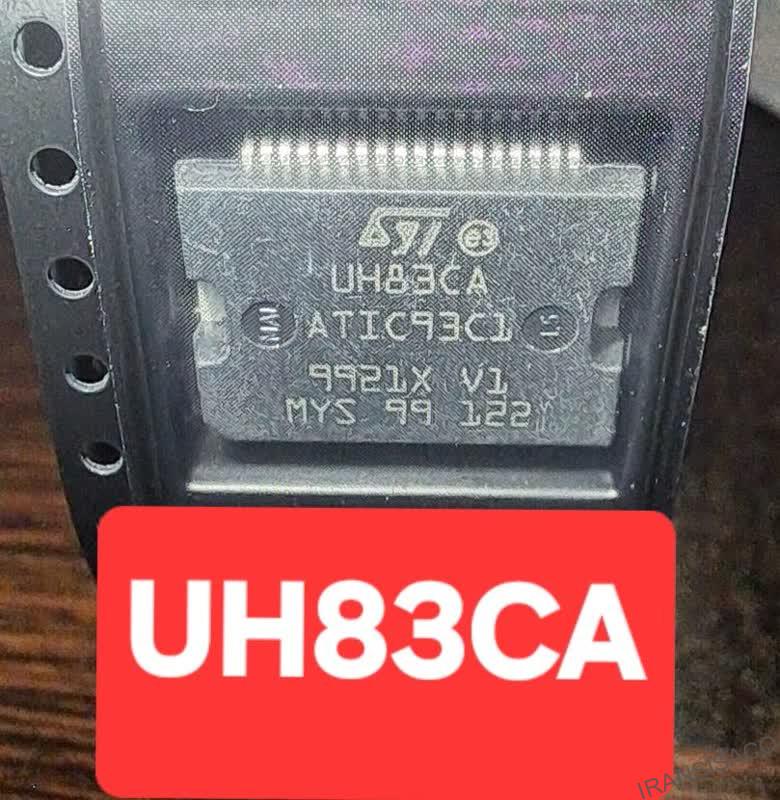 ST e3
UH83CA
ATIC93C1
9921X V1
MYS 99 122
UH83CA